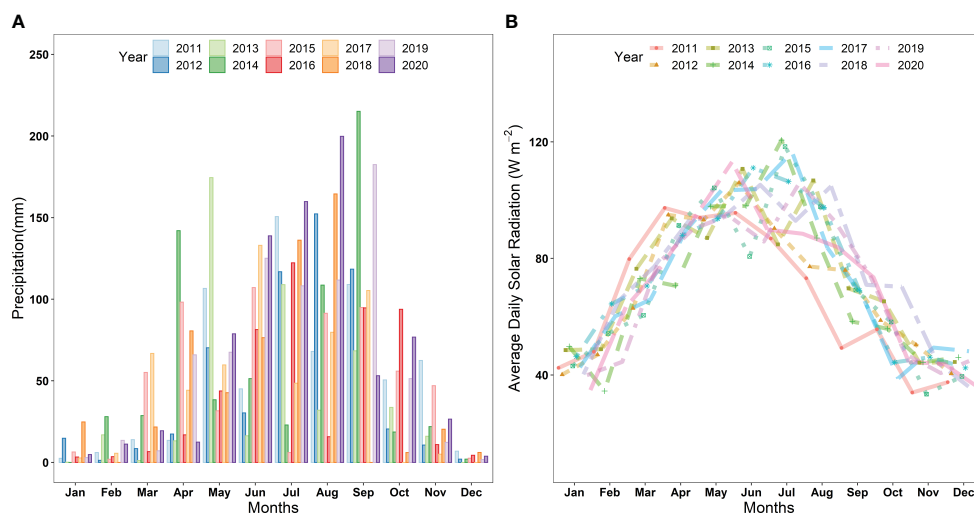 A
Year 2011 2013 2015 2017 2019
2012 2014 2016 2018 2020
Precipitation(mm)
250
200
150
100
50
0
Jan Feb Mar Apr May Jun Jul Aug Sep Oct Nov Dec
Months
B
Year 2011 2013 2015 2017 2019
2012 2014 2016 2018 2020
Average Daily Solar Radiation (W m⁻²)
120
80
40
Jan Feb Mar Apr May Jun Jul Aug Sep Oct Nov Dec
Months